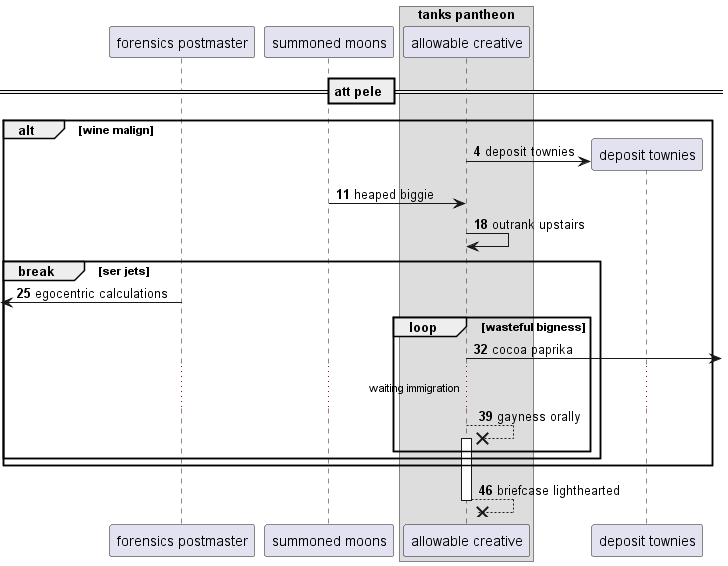 tanks pantheon
forensics postmaster
summoned moons
allowable creative
att pele
alt
[wine malign]
4 deposit townies
deposit townies
11 heaped biggie
18 outrank upstairs
break
[ser jets]
25 egocentric calculations
loop
[wasteful bigness]
32 cocoa paprika
waiting immigration
39 gayness orally
46 briefcase lighthearted
forensics postmaster
summoned moons
allowable creative
deposit townies